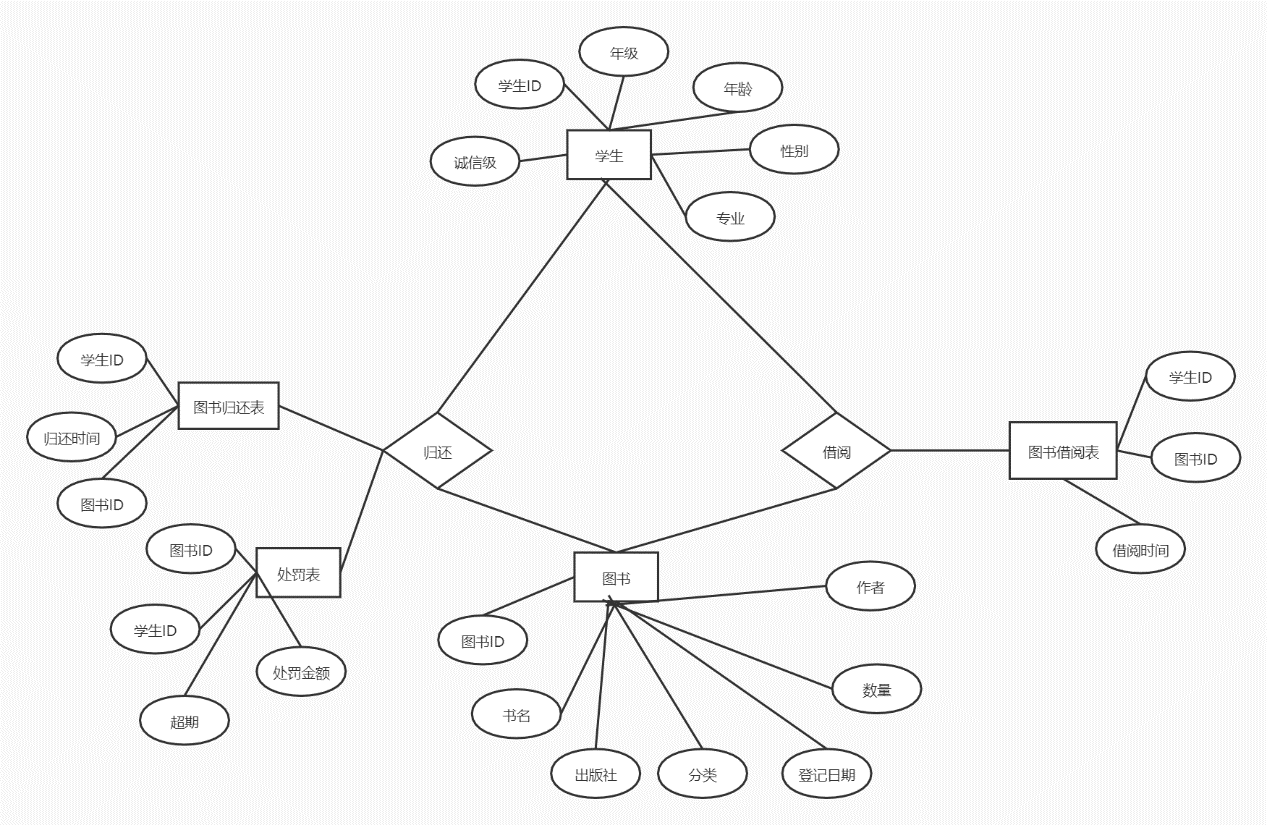 年级
学生ID
年龄
性别
学生
诚信级
专业
学生ID
学生ID
图书归还表
归还时间
归还
借阅
图书借阅表
图书ID
图书ID
图书ID
借阅时间
处罚表
图书
作者
学生ID
图书ID
处罚金额
数量
书名
超期
出版社
分类
登记日期